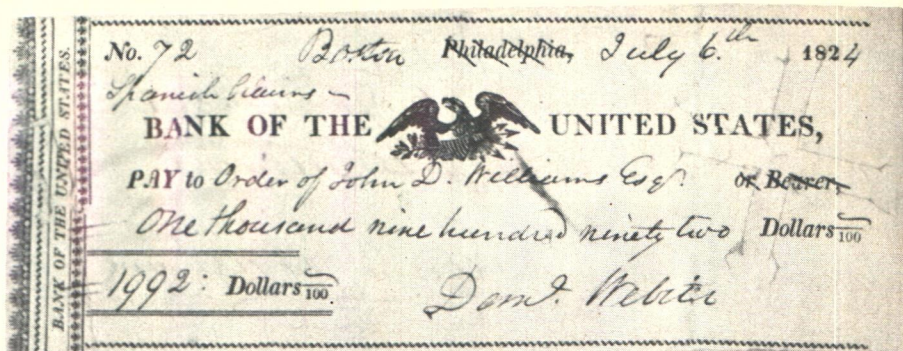 No. 72 Boston Philadelphia, July 6.th 1824
Spanish Claims –
BANK OF THE UNITED STATES,
PAY to Order of John D. Williams Esqr. or Bearer,
One thousand nine hundred ninety two Dollars /100
1992: Dollars /100
Danl. Webster
BANK OF THE UNITED STATES.